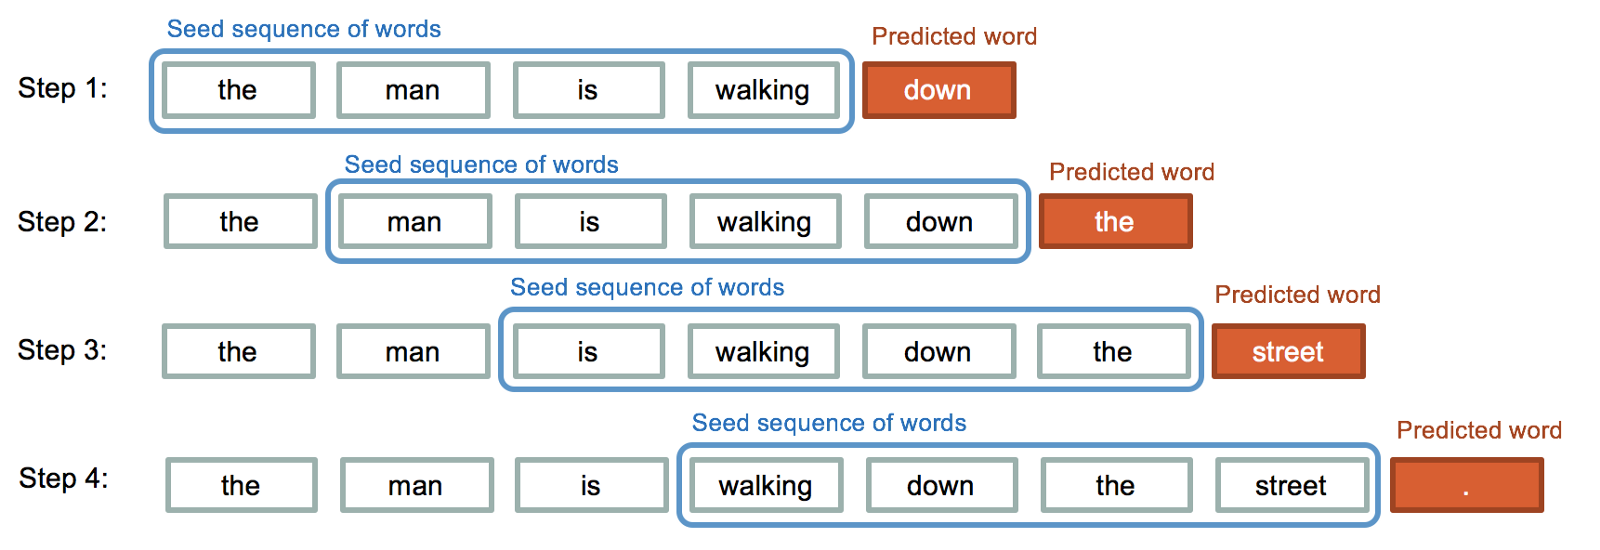 Seed sequence of words Predicted word
Step 1: the man is walking down
Seed sequence of words Predicted word
Step 2: the man is walking down the
Seed sequence of words Predicted word
Step 3: the man is walking down the street
Seed sequence of words Predicted word
Step 4: the man is walking down the street .